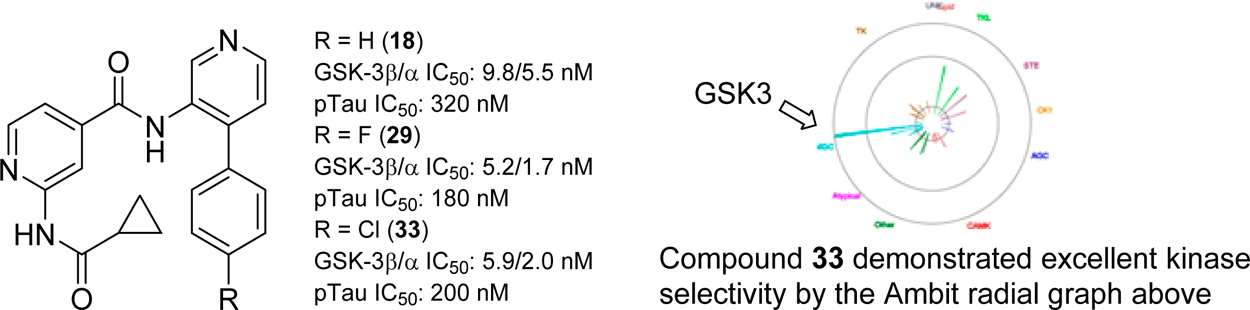 R = H (18)
GSK-3β/α IC50: 9.8/5.5 nM
pTau IC50: 320 nM
R = F (29)
GSK-3β/α IC50: 5.2/1.7 nM
pTau IC50: 180 nM
R = Cl (33)
GSK-3β/α IC50: 5.9/2.0 nM
pTau IC50: 200 nM
O
N
N
H
N
HN
O
R
GSK3
TK
TKL
STE
CK1
AGC
CAMK
Other
Atypical
Compound 33 demonstrated excellent kinase
selectivity by the Ambit radial graph above